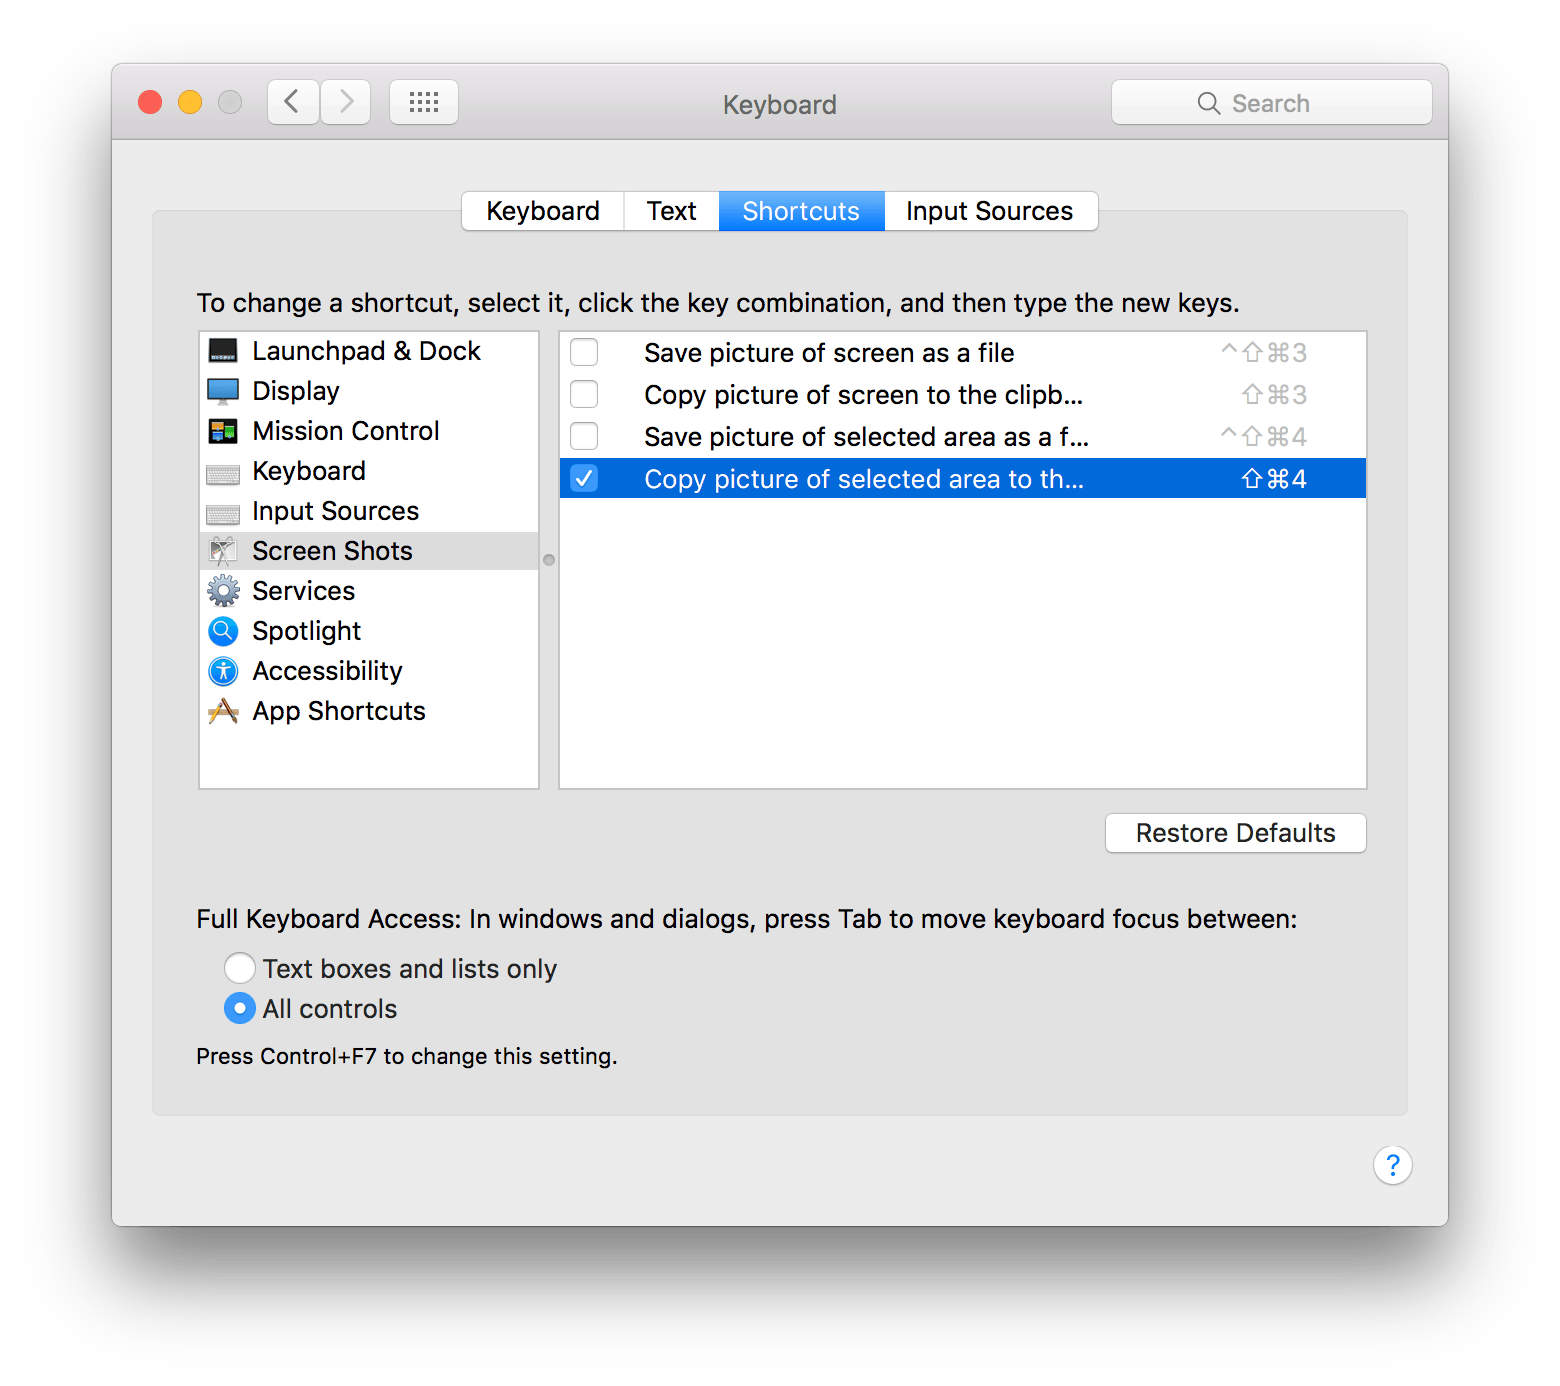 Keyboard
Search
Keyboard Text Shortcuts Input Sources
To change a shortcut, select it, click the key combination, and then type the new keys.
Launchpad & Dock
Display
Mission Control
Keyboard
Input Sources
Screen Shots
Services
Spotlight
Accessibility
App Shortcuts
Save picture of screen as a file ^⇧⌘3
Copy picture of screen to the clipb... ⇧⌘3
Save picture of selected area as a f... ^⇧⌘4
Copy picture of selected area to th... ⇧⌘4
Restore Defaults
Full Keyboard Access: In windows and dialogs, press Tab to move keyboard focus between:
Text boxes and lists only
All controls
Press Control+F7 to change this setting.
?